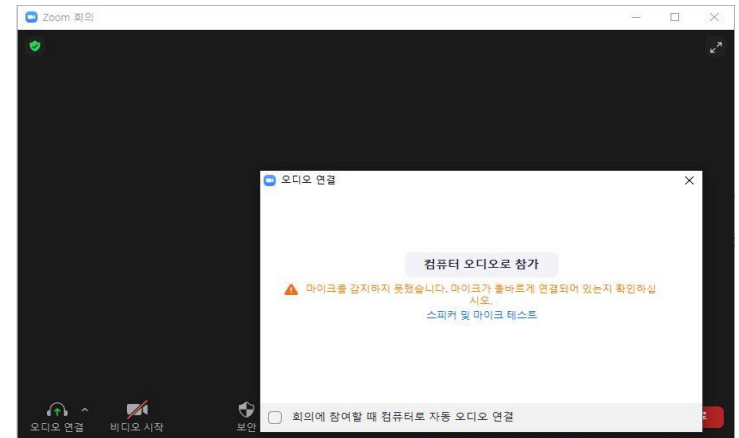 Zoom 회의
오디오 연결
컴퓨터 오디오로 참가
마이크를 감지하지 못했습니다. 마이크가 올바르게 연결되어 있는지 확인하십
시오.
스피커 및 마이크 테스트
회의에 참여할 때 컴퓨터로 자동 오디오 연결
오디오 연결
비디오 시작
보안